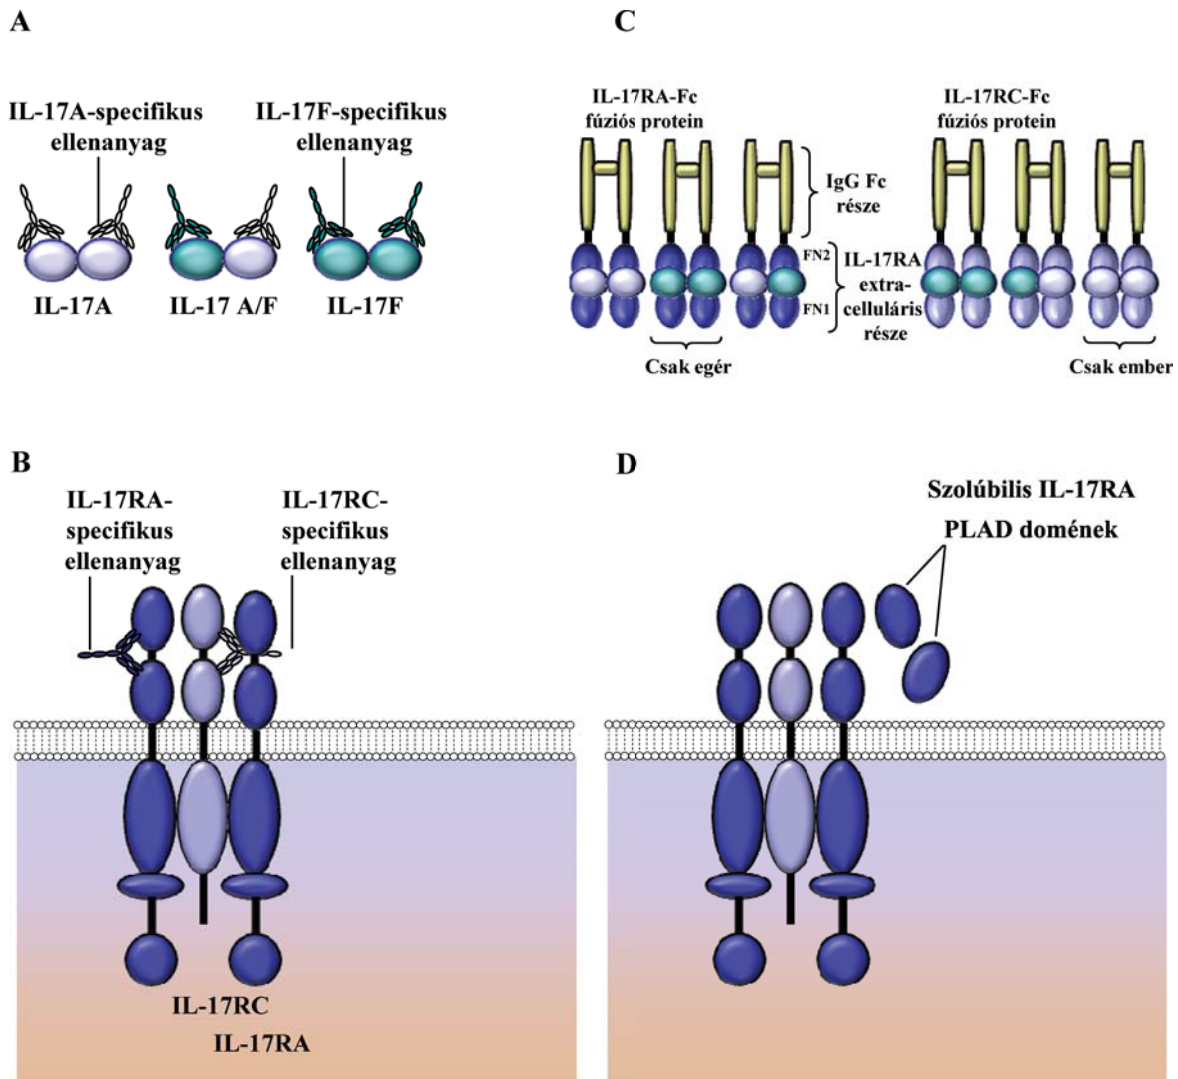 A
IL-17A-specifikus
ellenanyag
IL-17F-specifikus
ellenanyag
IL-17A
IL-17 A/F
IL-17F
C
IL-17RA-Fc
fúziós protein
IL-17RC-Fc
fúziós protein
IgG Fc
része
FN2
FN1
IL-17RA
extra-
celluláris
része
Csak egér
Csak ember
B
IL-17RA-
specifikus
ellenanyag
IL-17RC-
specifikus
ellenanyag
IL-17RC
IL-17RA
D
Szolúbilis IL-17RA
PLAD domének